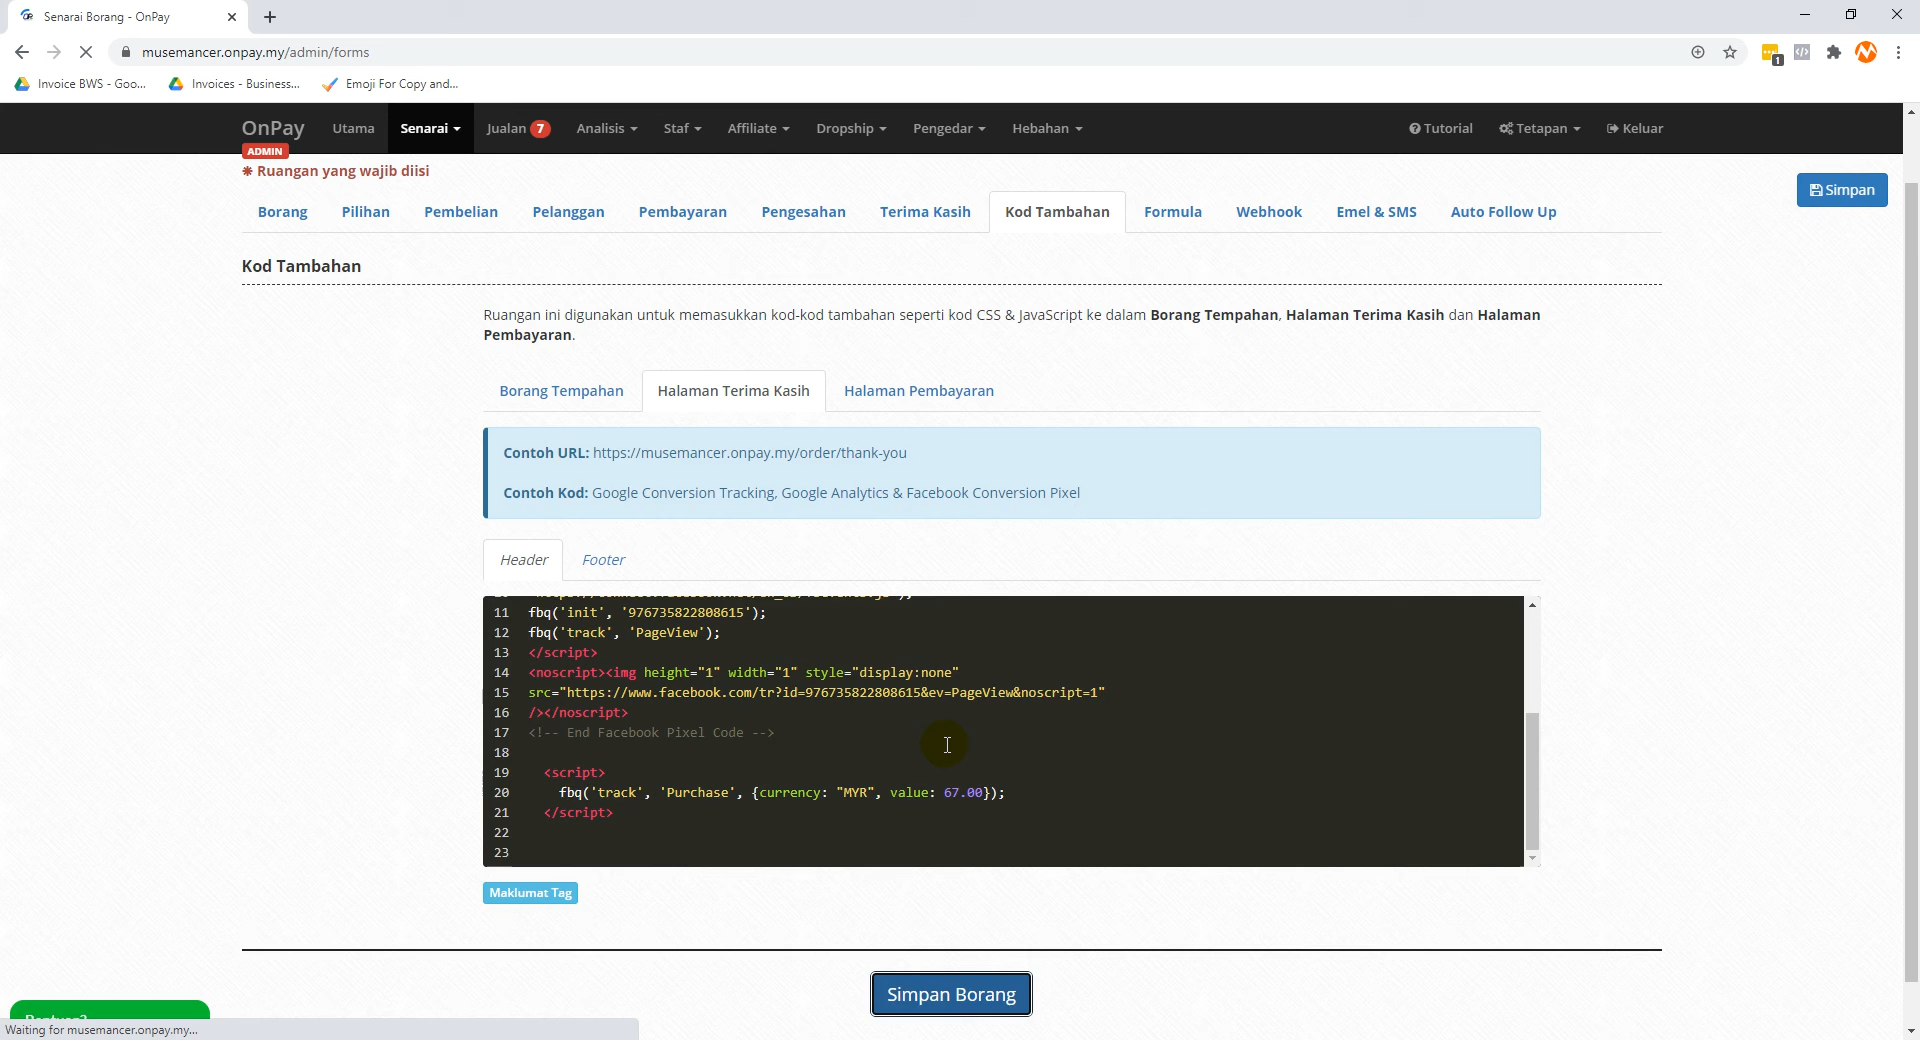 Senarai Borang - OnPay
musemancer.onpay.my/admin/forms
1
Invoice BWS - Goo...
Invoices - Business...
Emoji For Copy and...
OnPay
ADMIN
Utama
Senarai
Jualan 7
Analisis
Staf
Affiliate
Dropship
Pengedar
Hebahan
Tutorial
Tetapan
Keluar
Ruangan yang wajib diisi
Simpan
Borang
Pilihan
Pembelian
Pelanggan
Pembayaran
Pengesahan
Terima Kasih
Kod Tambahan
Formula
Webhook
Emel & SMS
Auto Follow Up
Kod Tambahan
Ruangan ini digunakan untuk memasukkan kod-kod tambahan seperti kod CSS & JavaScript ke dalam Borang Tempahan, Halaman Terima Kasih dan Halaman
Pembayaran.
Borang Tempahan
Halaman Terima Kasih
Halaman Pembayaran
Contoh URL: https://musemancer.onpay.my/order/thank-you
Contoh Kod: Google Conversion Tracking, Google Analytics & Facebook Conversion Pixel
Header
Footer
11 fbq('init', '976735822808615');
12 fbq('track', 'PageView');
13 </script>
14 <noscript><img height="1" width="1" style="display:none"
15 src="https://www.facebook.com/tr?id=976735822808615&ev=PageView&noscript=1"
16 /></noscript>
17 <!-- End Facebook Pixel Code -->
18
19 <script>
20 fbq('track', 'Purchase', {currency: "MYR", value: 67.00});
21 </script>
22
23
Maklumat Tag
Simpan Borang
Waiting for musemancer.onpay.my...